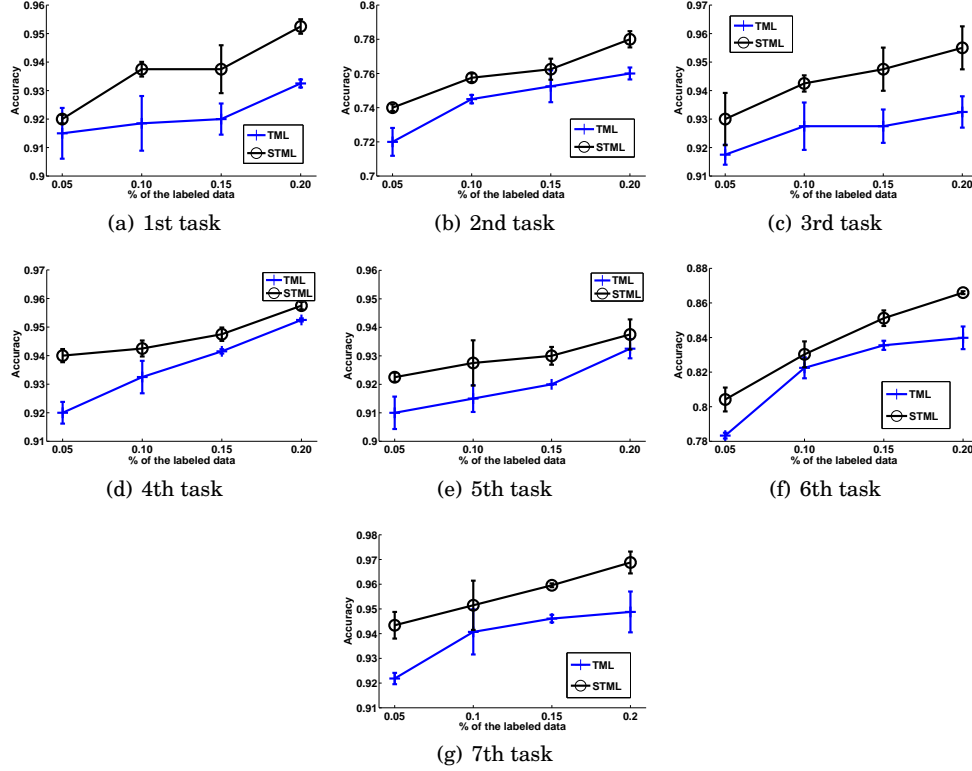 0.96
0.95
0.94
0.93
0.92
0.91
0.9
Accuracy
0.05 0.10 0.15 0.20
% of the labeled data
TML
STML
(a) 1st task
0.8
0.78
0.76
0.74
0.72
0.7
Accuracy
0.05 0.10 0.15 0.20
% of the labeled data
TML
STML
(b) 2nd task
0.97
0.96
0.95
0.94
0.93
0.92
0.91
Accuracy
0.05 0.10 0.15 0.20
% of the labeled data
TML
STML
(c) 3rd task
0.97
0.96
0.95
0.94
0.93
0.92
0.91
Accuracy
0.05 0.10 0.15 0.20
% of the labeled data
TML
STML
(d) 4th task
0.96
0.95
0.94
0.93
0.92
0.91
0.9
Accuracy
0.05 0.10 0.15 0.20
% of the labeled data
TML
STML
(e) 5th task
0.88
0.86
0.84
0.82
0.8
0.78
Accuracy
0.05 0.10 0.15 0.20
% of the labeled data
TML
STML
(f) 6th task
0.98
0.97
0.96
0.95
0.94
0.93
0.92
0.91
Accuracy
0.05 0.1 0.15 0.2
% of the labeled data
TML
STML
(g) 7th task